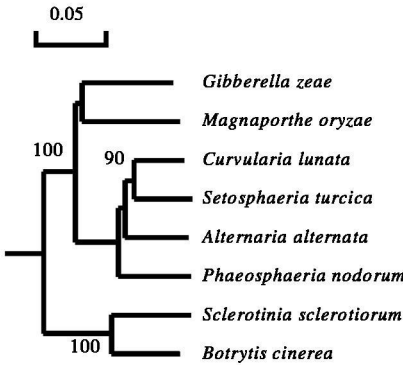 0.05
Gibberella zeae
Magnaporthe oryzae
100
90
Curvularia lunata
Setosphaeria turcica
Alternaria alternata
Phaeosphaeria nodorum
Sclerotinia sclerotiorum
100
Botrytis cinerea